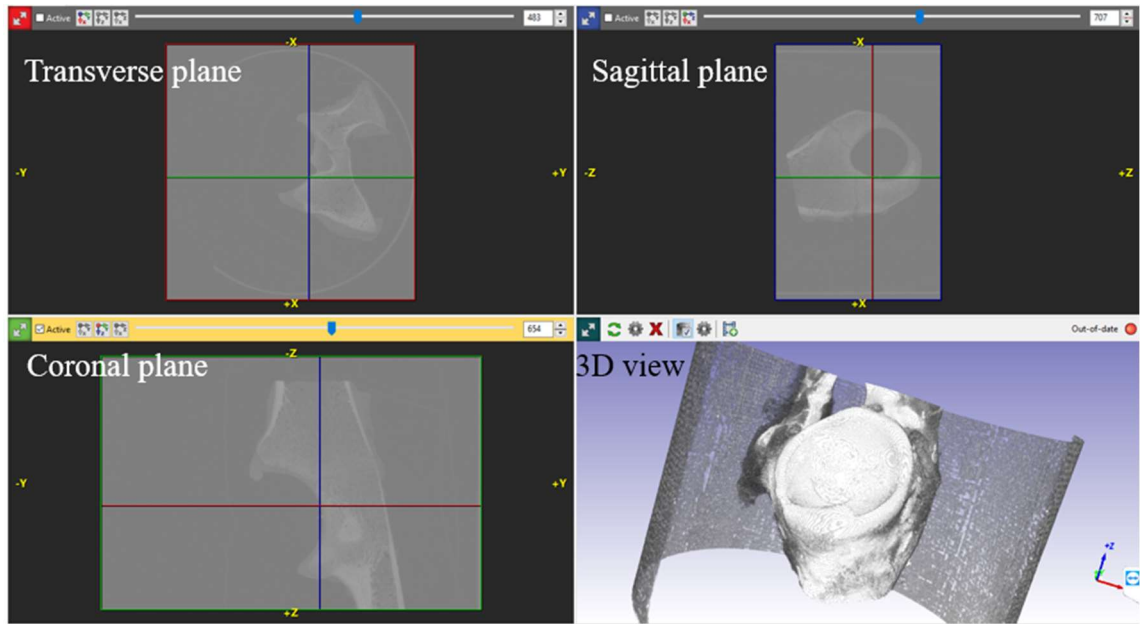 Active 483
-X
Transverse plane
-Y +Y
+X
Active 707
-X
Sagittal plane
-Z +Z
+X
Active 654
-Z
Coronal plane
-Y +Y
+Z
Out-of-date
3D view
+Z